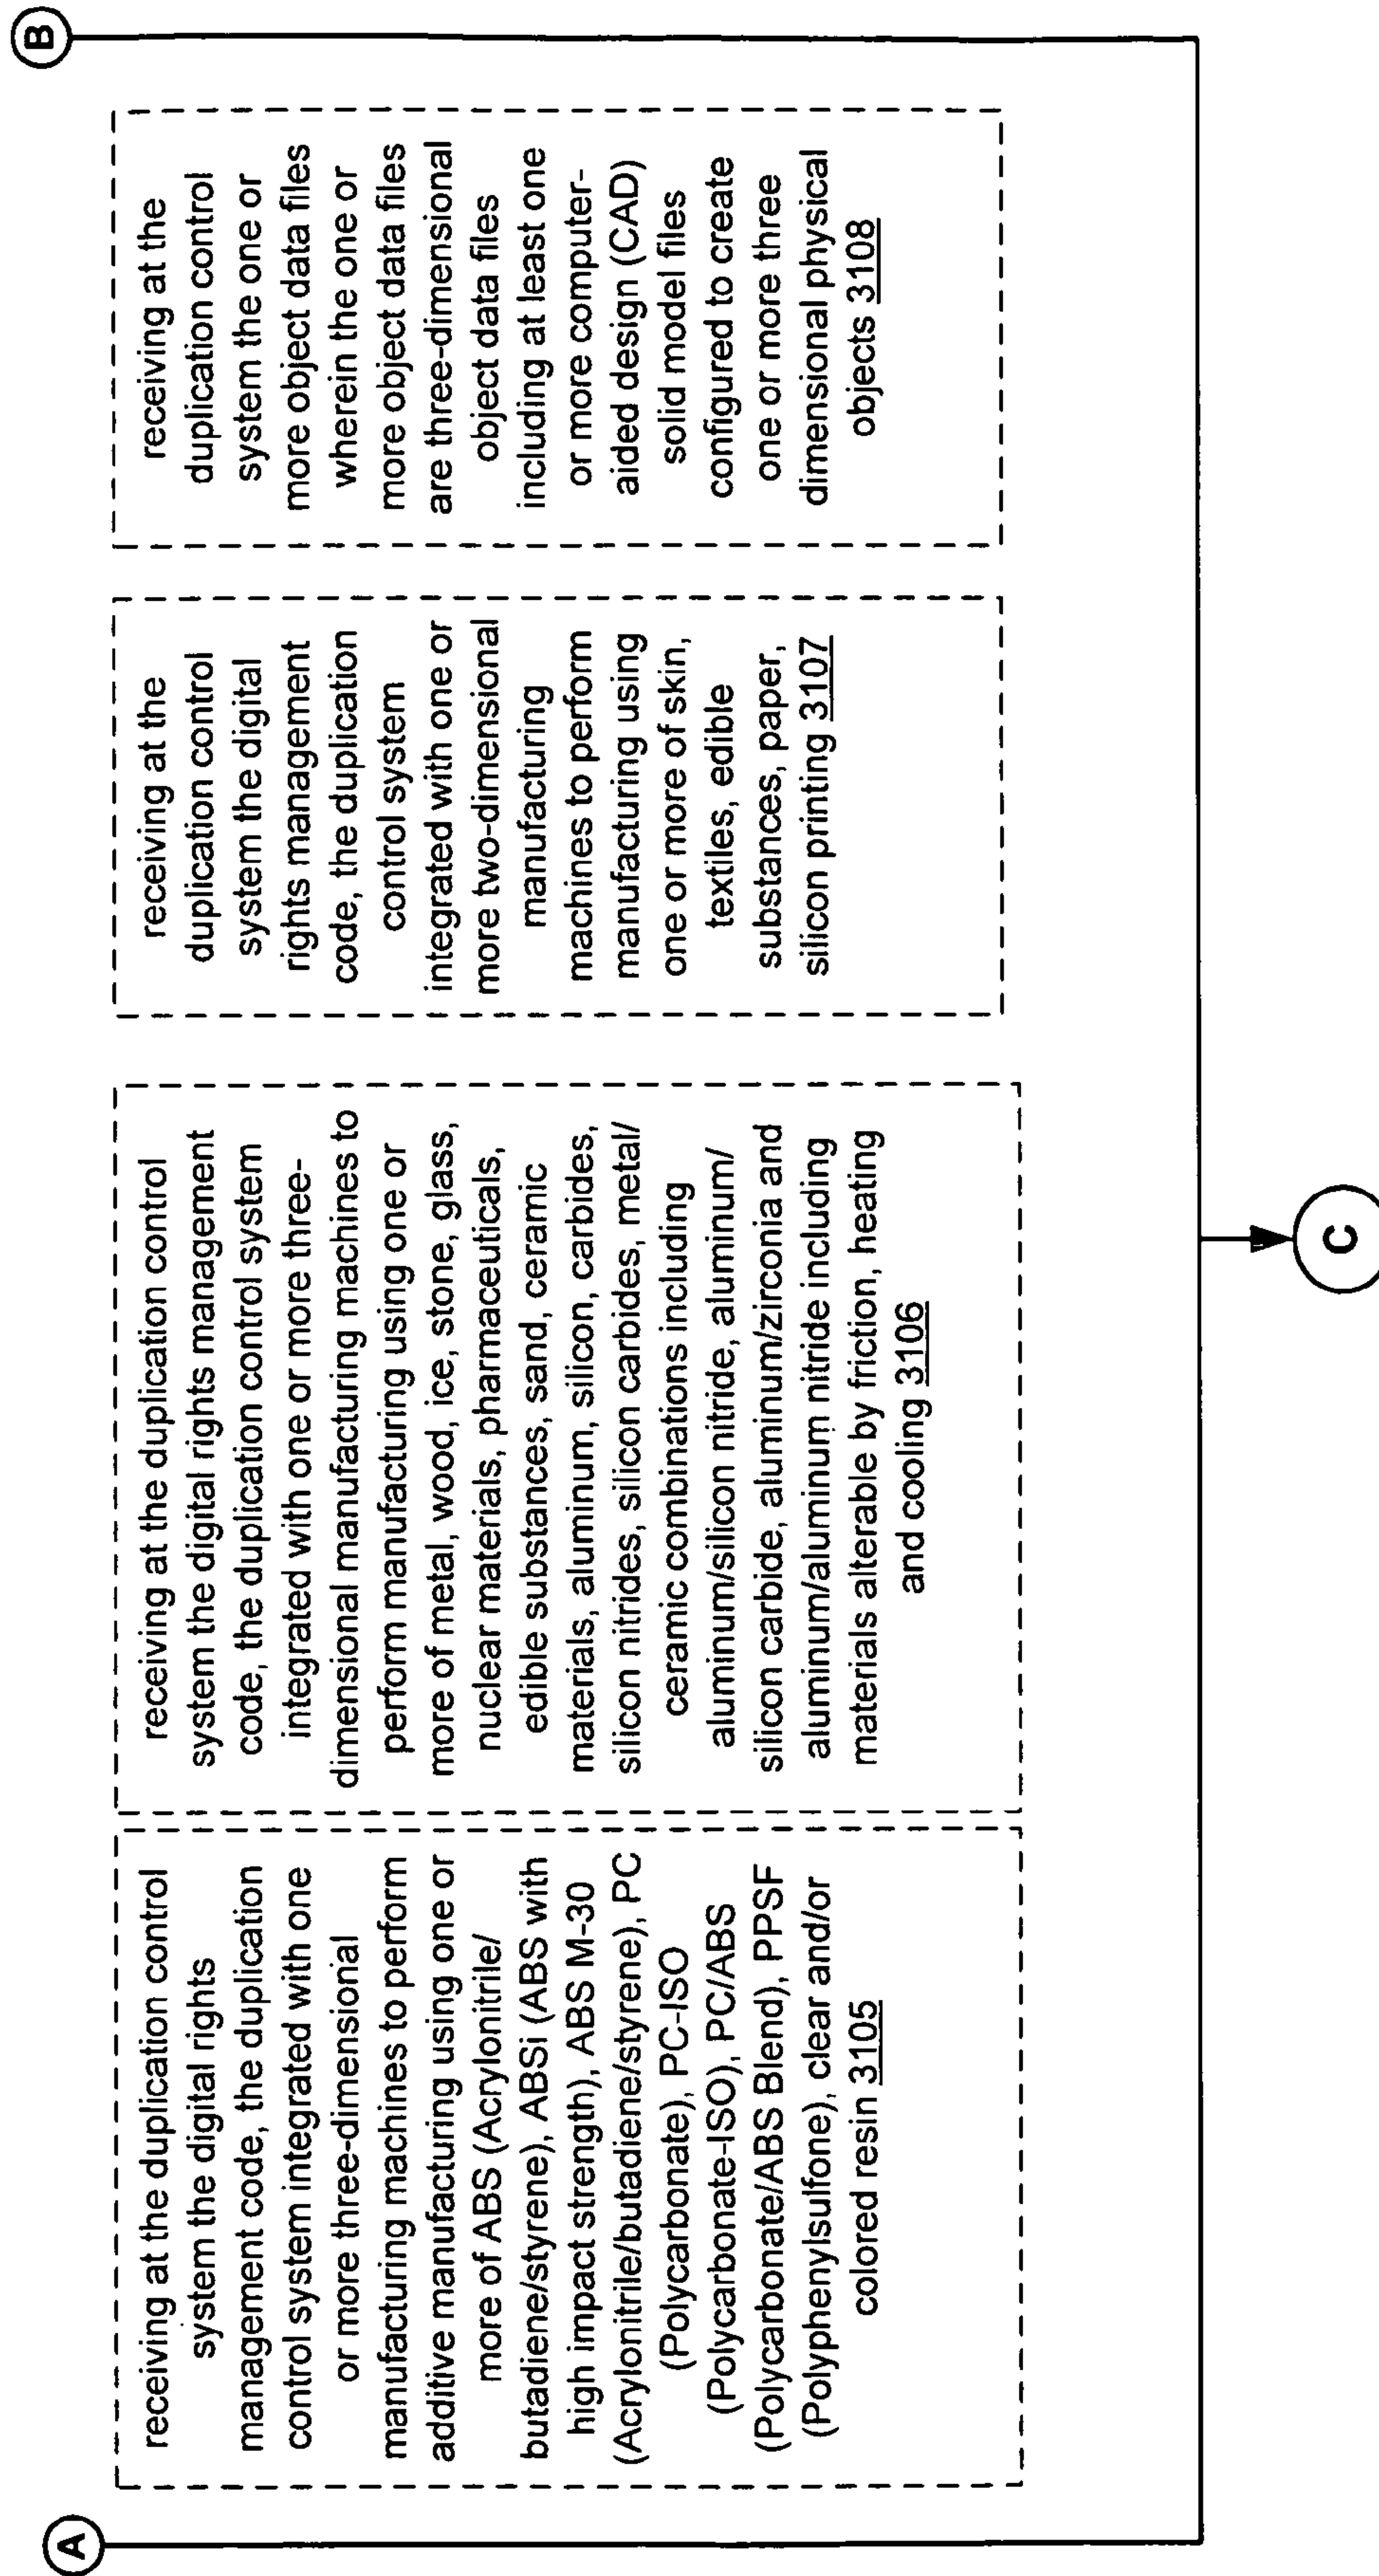 A
B
receiving at the duplication control
system the digital rights
management code, the duplication
control system integrated with one
or more three-dimensional
manufacturing machines to perform
additive manufacturing using one or
more of ABS (Acrylonitrile/
butadiene/styrene), ABSi (ABS with
high impact strength), ABS M-30
(Acrylonitrile/butadiene/styrene), PC
(Polycarbonate), PC-ISO
(Polycarbonate-ISO), PC/ABS
(Polycarbonate/ABS Blend), PPSF
(Polyphenylsulfone), clear and/or
colored resin 3105
receiving at the duplication control
system the digital rights management
code, the duplication control system
integrated with one or more three-
dimensional manufacturing machines to
perform manufacturing using one or
more of metal, wood, ice, stone, glass,
nuclear materials, pharmaceuticals,
edible substances, sand, ceramic
materials, aluminum, silicon, carbides,
silicon nitrides, silicon carbides, metal/
ceramic combinations including
aluminum/silicon nitride, aluminum/
silicon carbide, aluminum/zirconia and
aluminum/aluminum nitride including
materials alterable by friction, heating
and cooling 3106
receiving at the
duplication control
system the digital
rights management
code, the duplication
control system
integrated with one or
more two-dimensional
manufacturing
machines to perform
manufacturing using
one or more of skin,
textiles, edible
substances, paper,
silicon printing 3107
receiving at the
duplication control
system the one or
more object data files
wherein the one or
more object data files
are three-dimensional
object data files
including at least one
or more computer-
aided design (CAD)
solid model files
configured to create
one or more three
dimensional physical
objects 3108
C